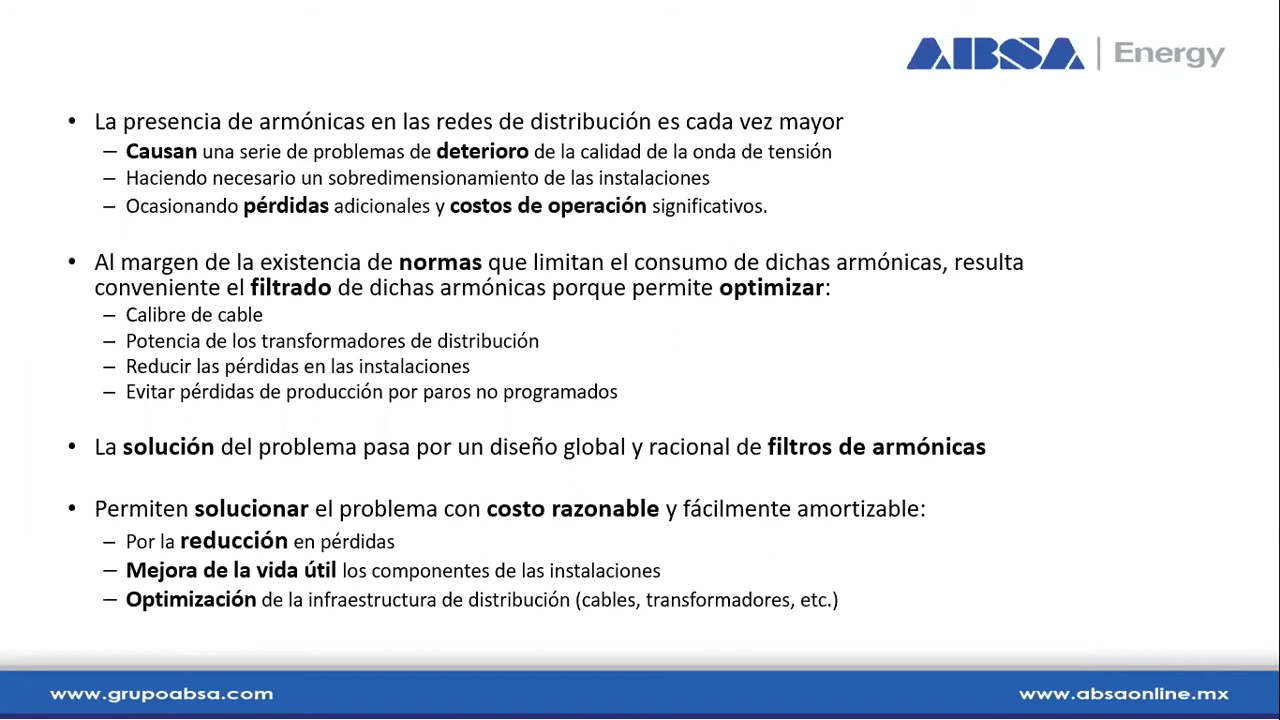 ABSA | Energy
• La presencia de armónicas en las redes de distribución es cada vez mayor
– Causan una serie de problemas de deterioro de la calidad de la onda de tensión
– Haciendo necesario un sobredimensionamiento de las instalaciones
– Ocasionando pérdidas adicionales y costos de operación significativos.
• Al margen de la existencia de normas que limitan el consumo de dichas armónicas, resulta
conveniente el filtrado de dichas armónicas porque permite optimizar:
– Calibre de cable
– Potencia de los transformadores de distribución
– Reducir las pérdidas en las instalaciones
– Evitar pérdidas de producción por paros no programados
• La solución del problema pasa por un diseño global y racional de filtros de armónicas
• Permiten solucionar el problema con costo razonable y fácilmente amortizable:
– Por la reducción en pérdidas
– Mejora de la vida útil los componentes de las instalaciones
– Optimización de la infraestructura de distribución (cables, transformadores, etc.)
www.grupoabsa.com
www.absaonline.mx